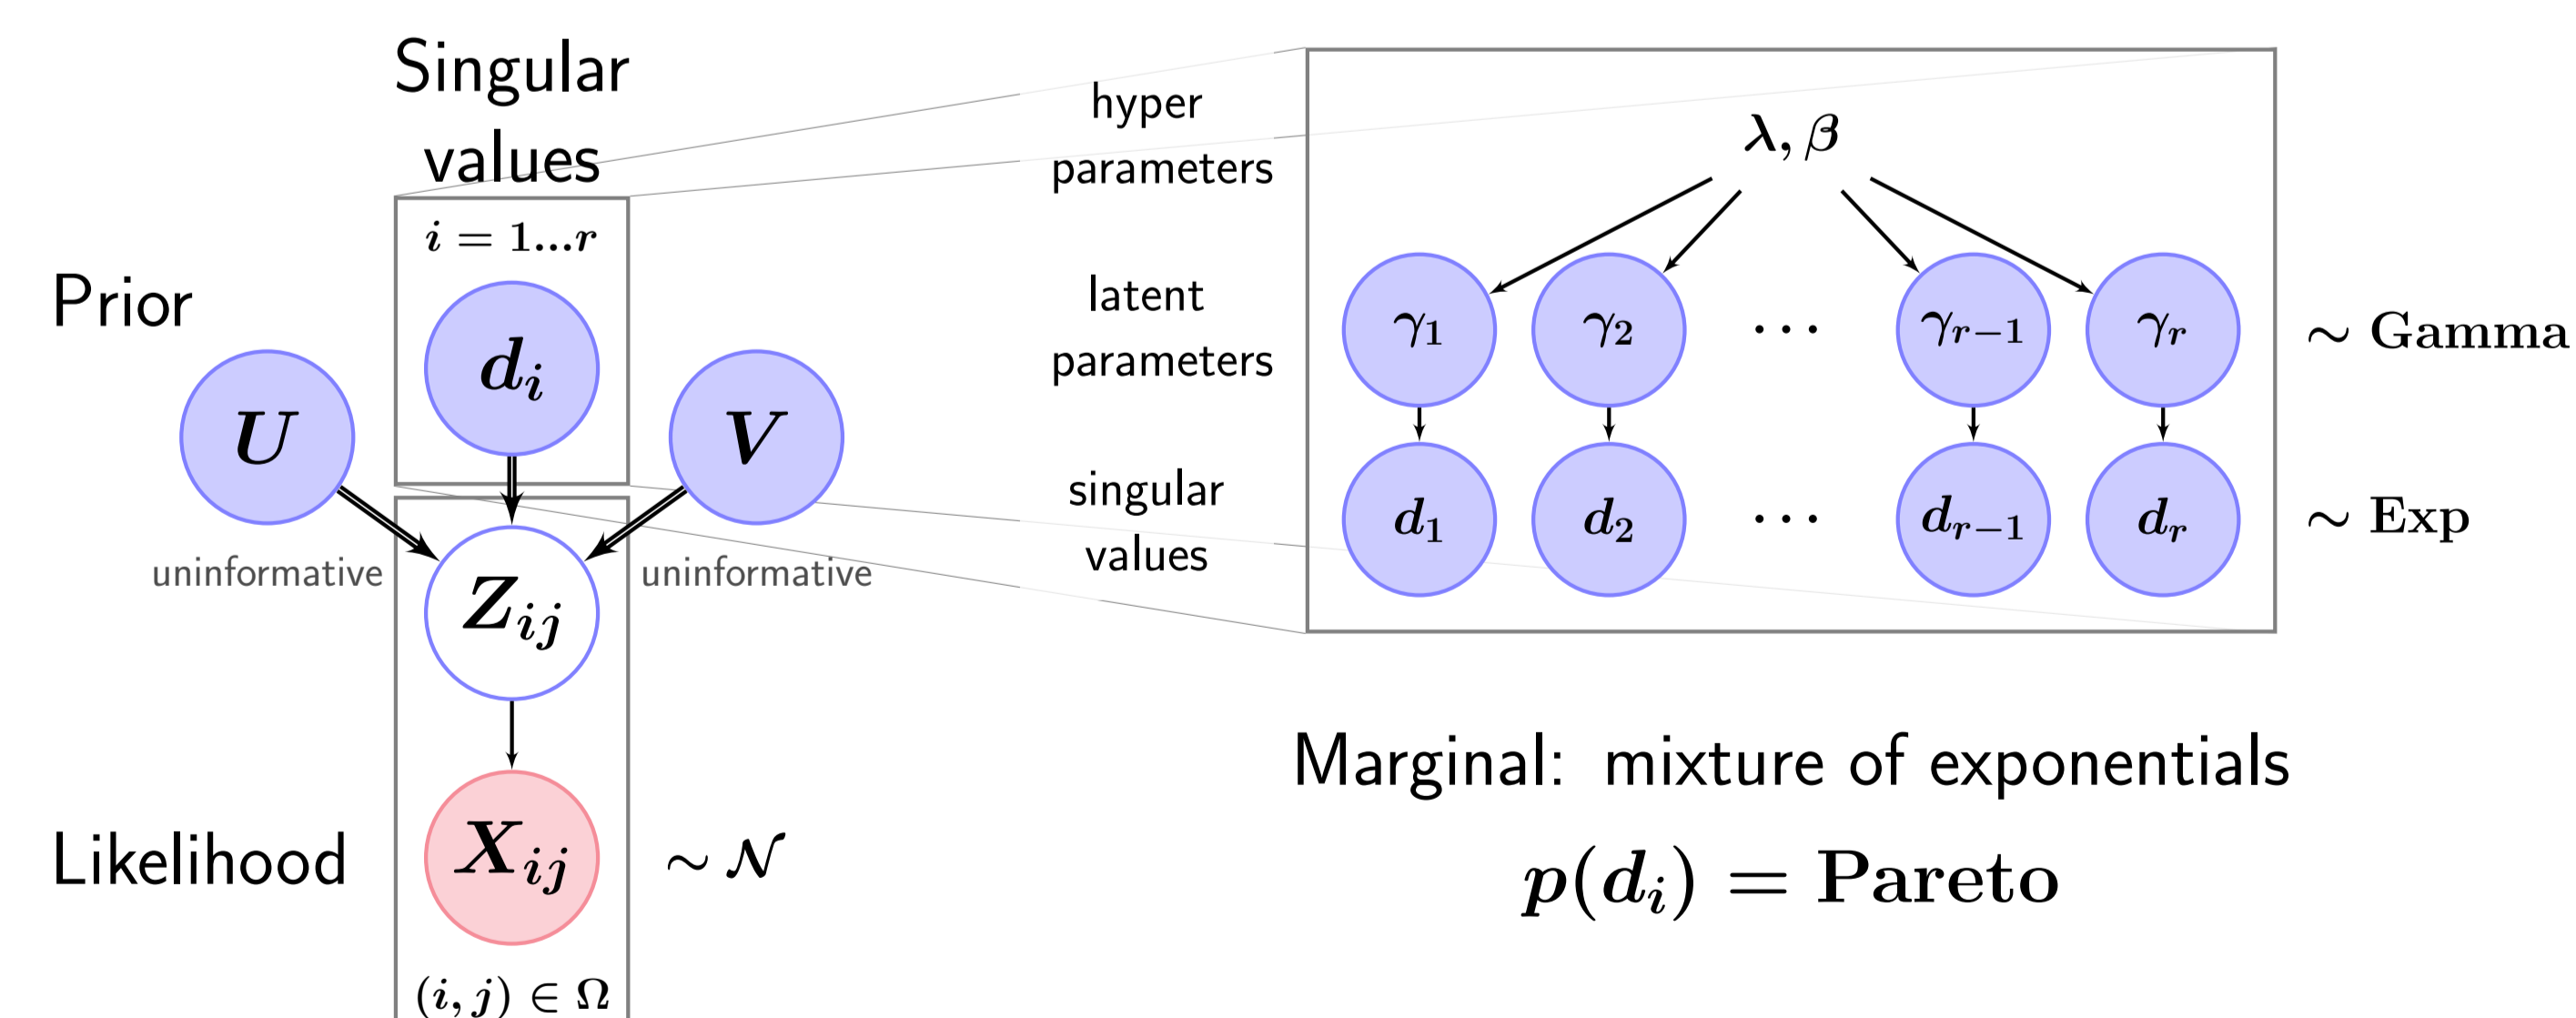 Singular
values
i = 1...r
Prior
d_i
U
V
uninformative
uninformative
Z_ij
Likelihood
X_ij
∼ 𝒩
(i, j) ∈ Ω
hyper
parameters
λ, β
latent
parameters
γ_1 γ_2 ··· γ_{r−1} γ_r ∼ Gamma
singular
values
d_1 d_2 ··· d_{r−1} d_r ∼ Exp
Marginal: mixture of exponentials
p(d_i) = Pareto